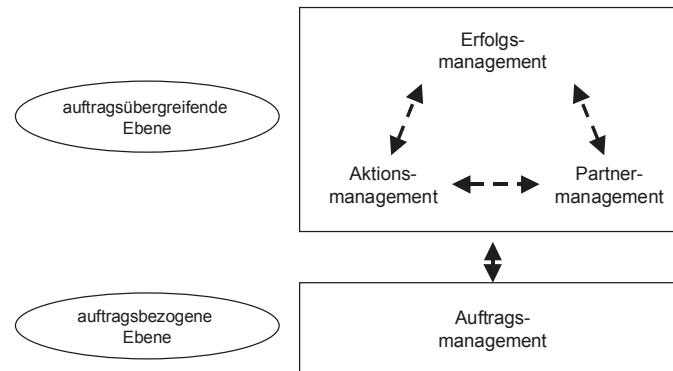 Erfolgs-
management
auftragsübergreifende
Ebene
Aktions-
management
Partner-
management
auftragsbezogene
Ebene
Auftrags-
management